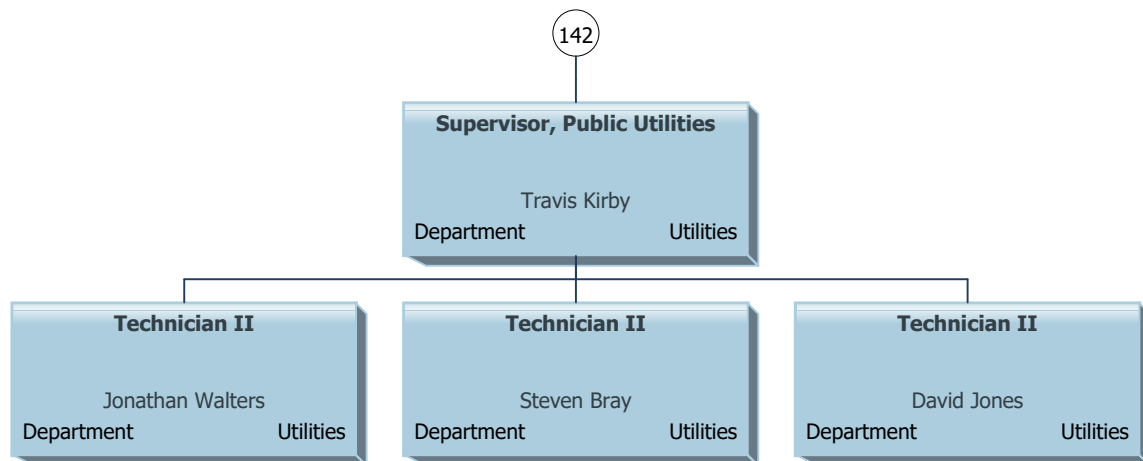 142
Supervisor, Public Utilities
Travis Kirby
Department Utilities
Technician II
Jonathan Walters
Department Utilities
Technician II
Steven Bray
Department Utilities
Technician II
David Jones
Department Utilities